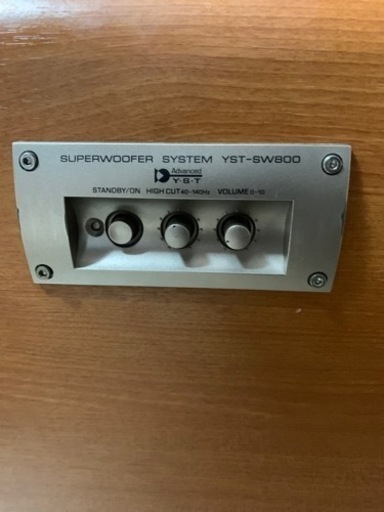 SUPERWOOFER SYSTEM YST-SW800
Advanced
Y·S·T
STANDBY/ON HIGH CUT 40-140Hz VOLUME 0-10